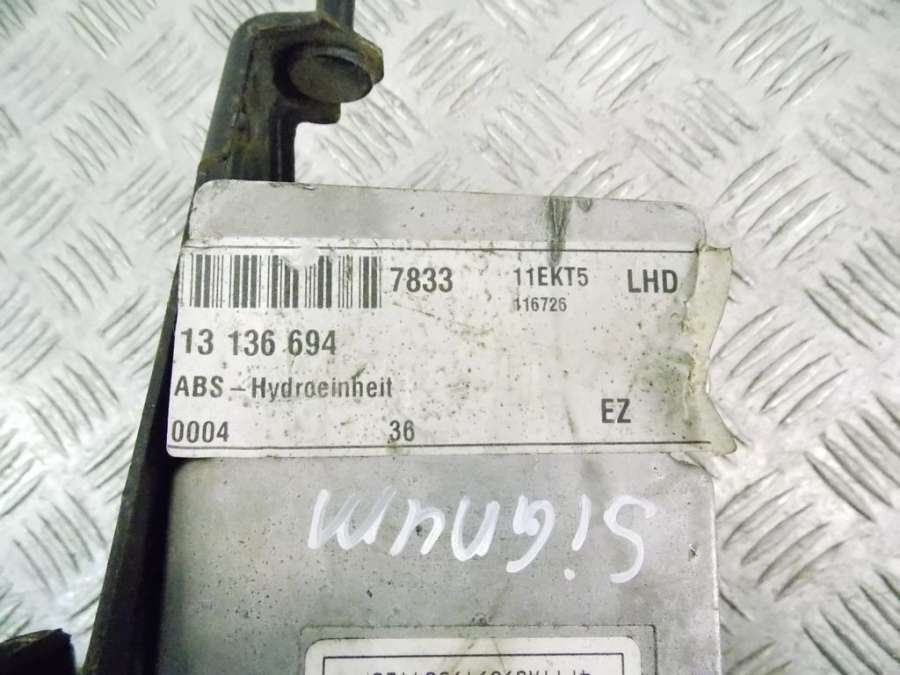 7833 11EKT5 LHD
116726
13 136 694
ABS-Hydroeinheit
EZ
0004 36
SiGnum